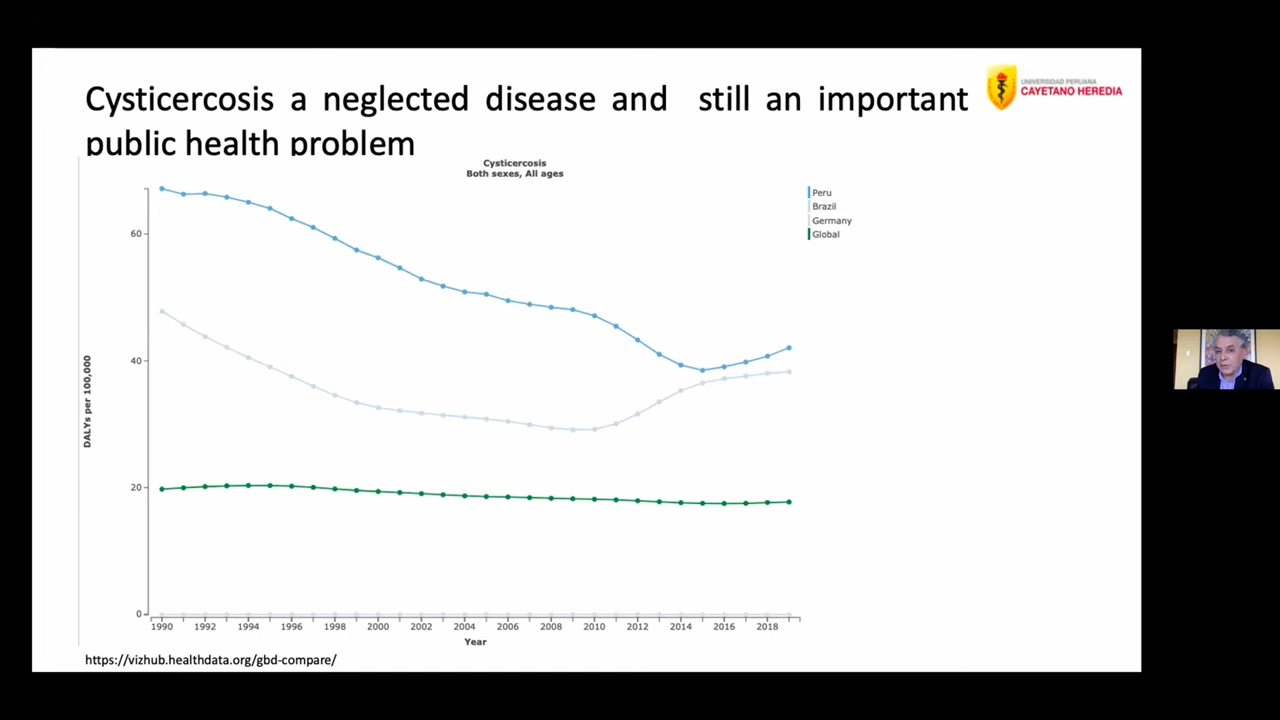 Cysticercosis a neglected disease and still an important
public health problem
UNIVERSIDAD PERUANA
CAYETANO HEREDIA
Cysticercosis
Both sexes, All ages
Peru
Brazil
Germany
Global
60
40
20
0
DALYs per 100,000
1990 1992 1994 1996 1998 2000 2002 2004 2006 2008 2010 2012 2014 2016 2018
Year
https://vizhub.healthdata.org/gbd-compare/